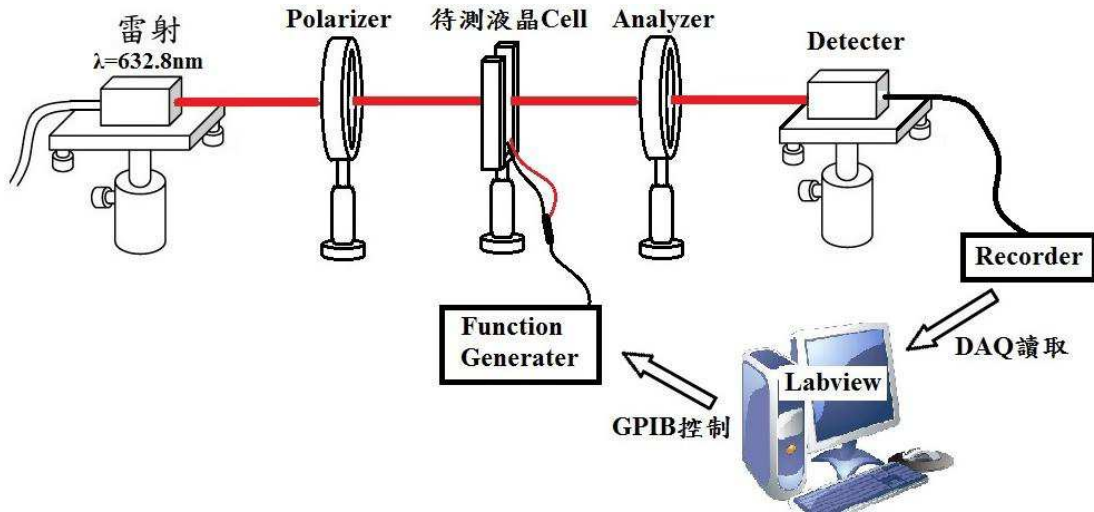 雷射
λ=632.8nm
Polarizer
待測液晶Cell
Analyzer
Detecter
Recorder
DAQ讀取
Labview
GPIB控制
Function
Generater